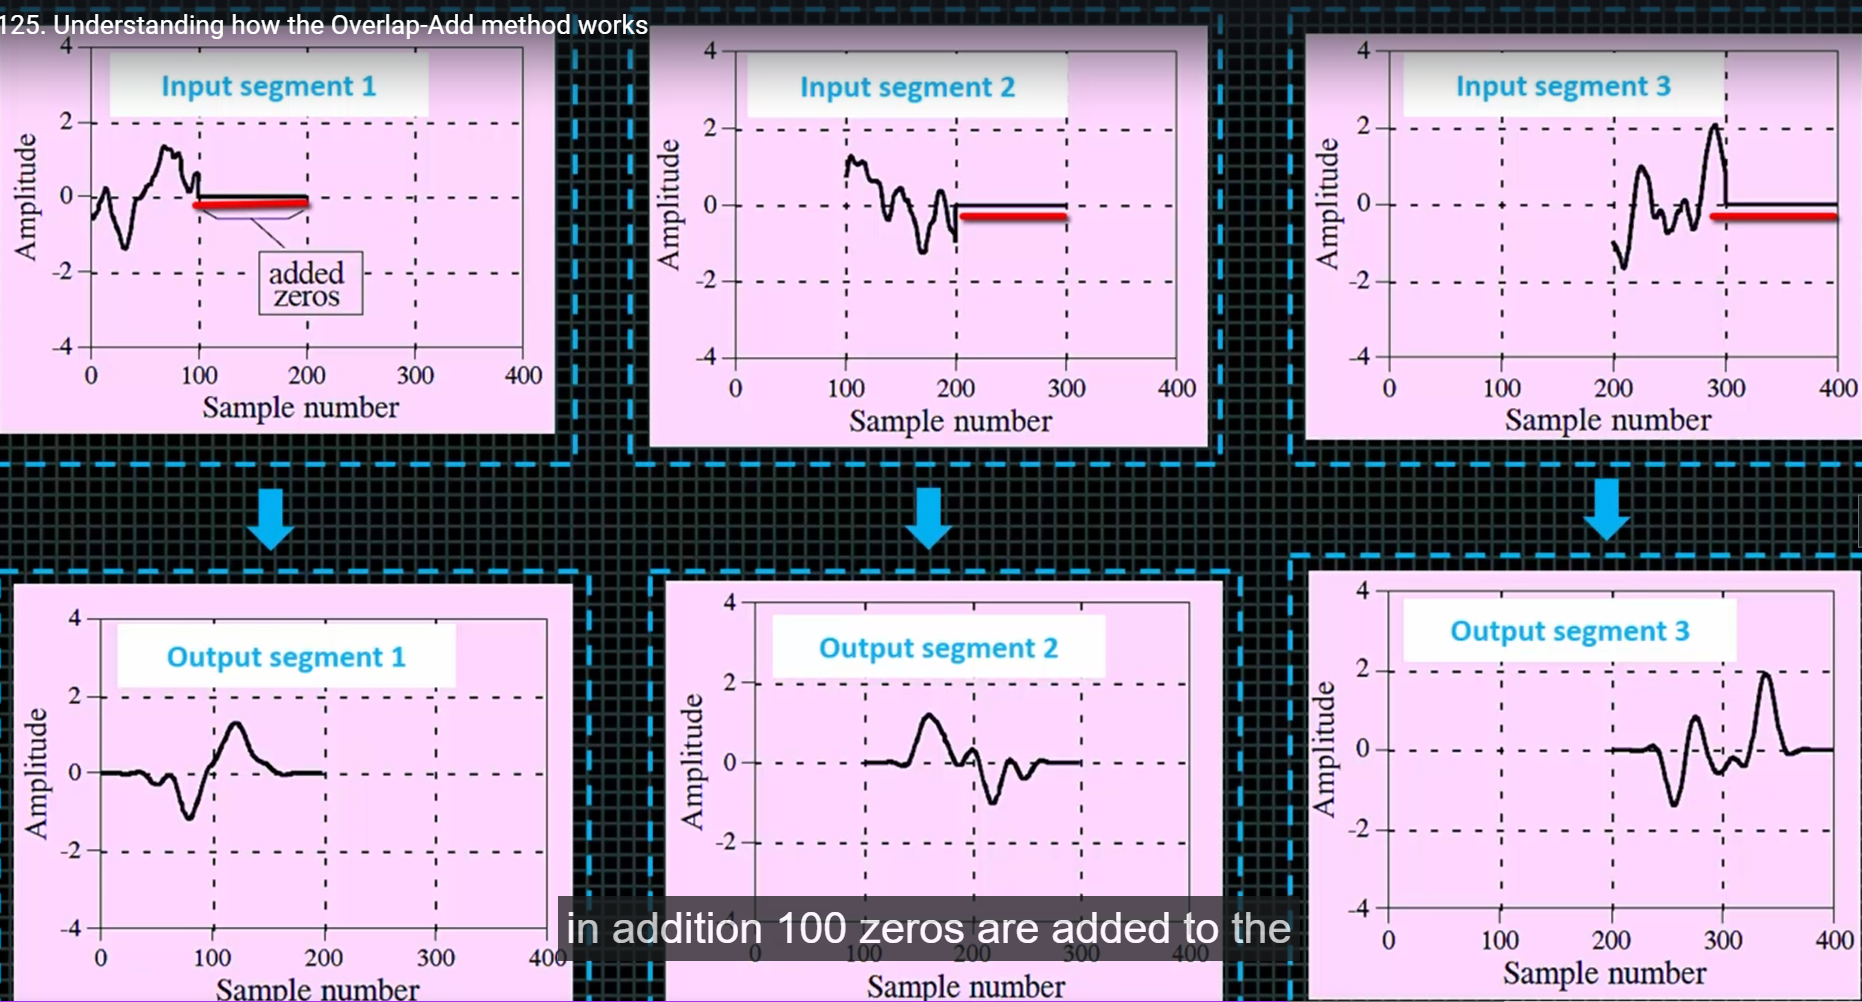 125. Understanding how the Overlap-Add method works
Input segment 1
4
2
0
-2
-4
Amplitude
added
zeros
0 100 200 300 400
Sample number
Input segment 2
4
2
0
-2
-4
Amplitude
0 100 200 300 400
Sample number
Input segment 3
4
2
0
-2
-4
Amplitude
0 100 200 300 400
Sample number
Output segment 1
4
2
0
-2
-4
Amplitude
0 100 200 300 400
Sample number
Output segment 2
4
2
0
-2
-4
Amplitude
0 100 200 300 400
Sample number
Output segment 3
4
2
0
-2
-4
Amplitude
0 100 200 300 400
Sample number
in addition 100 zeros are added to the